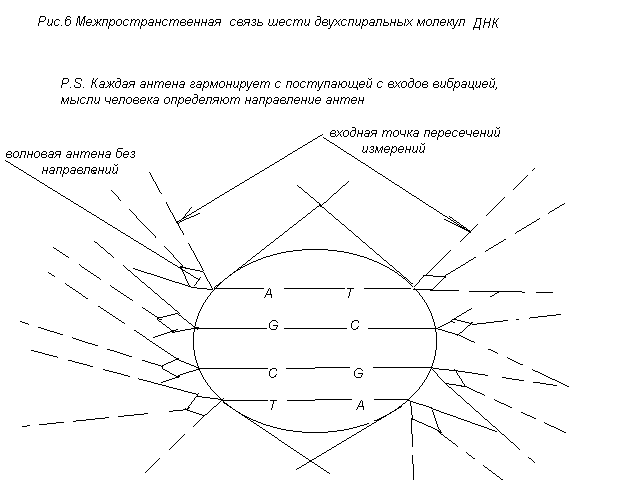 Рис.6 Межпространственная связь шести двухспиральных молекул ДНК
P.S. Каждая антена гармонирует с поступающей с входов вибрацией,
мысли человека определяют направление антен
входная точка пересечений
измерений
волновая антена без
направлений
A T
G C
C G
T A